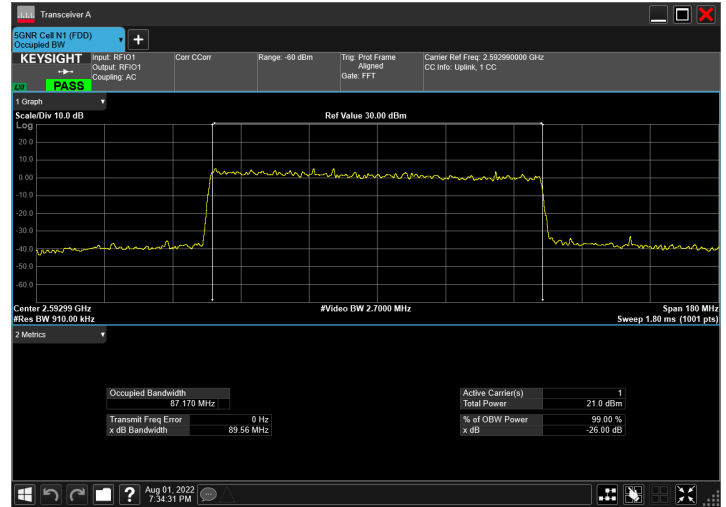 Transceiver A
5GNR Cell N1 (FDD)
Occupied BW
+
KEYSIGHT
LXI
PASS
Input: RFIO1
Output: RFIO1
Coupling: AC
Corr CCorr
Range: -60 dBm
Trig: Prot Frame
Aligned
Gate: FFT
Carrier Ref Freq: 2.592990000 GHz
CC Info: Uplink, 1 CC
1 Graph
Scale/Div 10.0 dB
Ref Value 30.00 dBm
Log
20.0
10.0
0.00
-10.0
-20.0
-30.0
-40.0
-50.0
-60.0
Center 2.59299 GHz
#Video BW 2.7000 MHz
Span 180 MHz
#Res BW 910.00 kHz
Sweep 1.80 ms (1001 pts)
2 Metrics
Occupied Bandwidth
87.170 MHz
Transmit Freq Error 0 Hz
x dB Bandwidth 89.56 MHz
Active Carrier(s) 1
Total Power 21.0 dBm
% of OBW Power 99.00 %
x dB -26.00 dB
?
Aug 01, 2022
7:34:31 PM